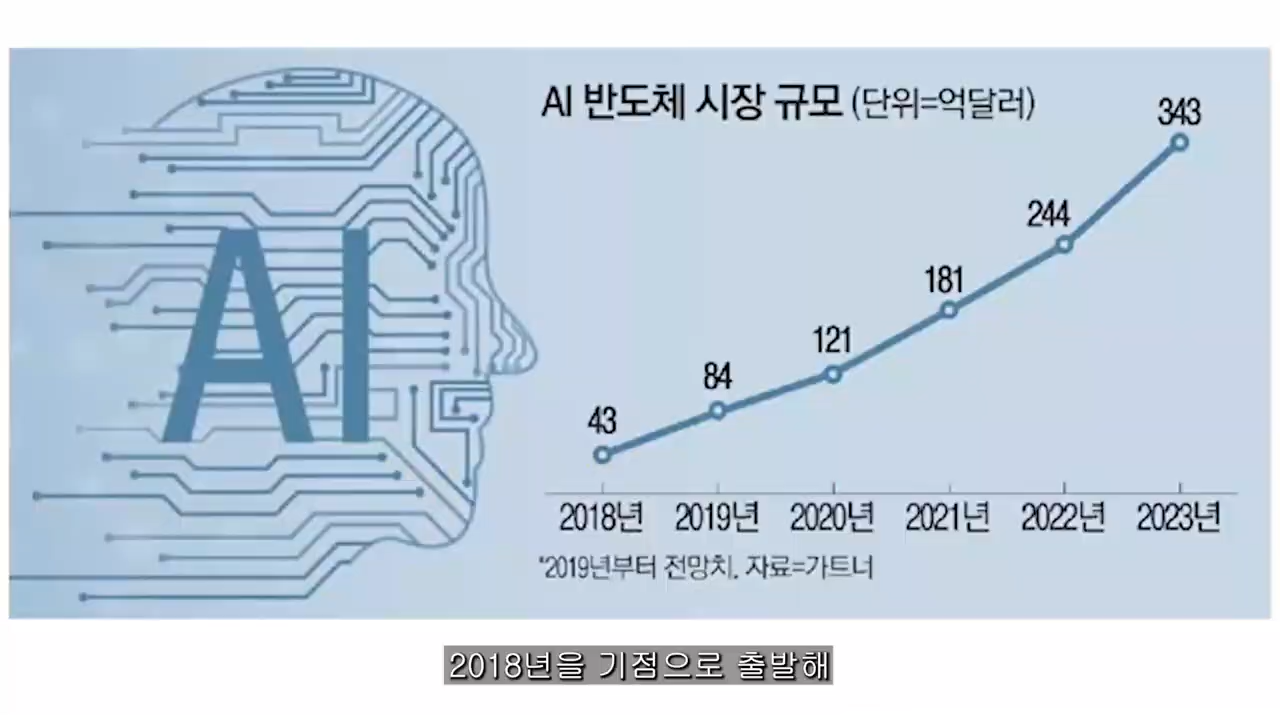 AI
AI 반도체 시장 규모 (단위=억달러)
343
244
181
121
84
43
2018년 2019년 2020년 2021년 2022년 2023년
*2019년부터 전망치, 자료=가트너
2018년을 기점으로 출발해